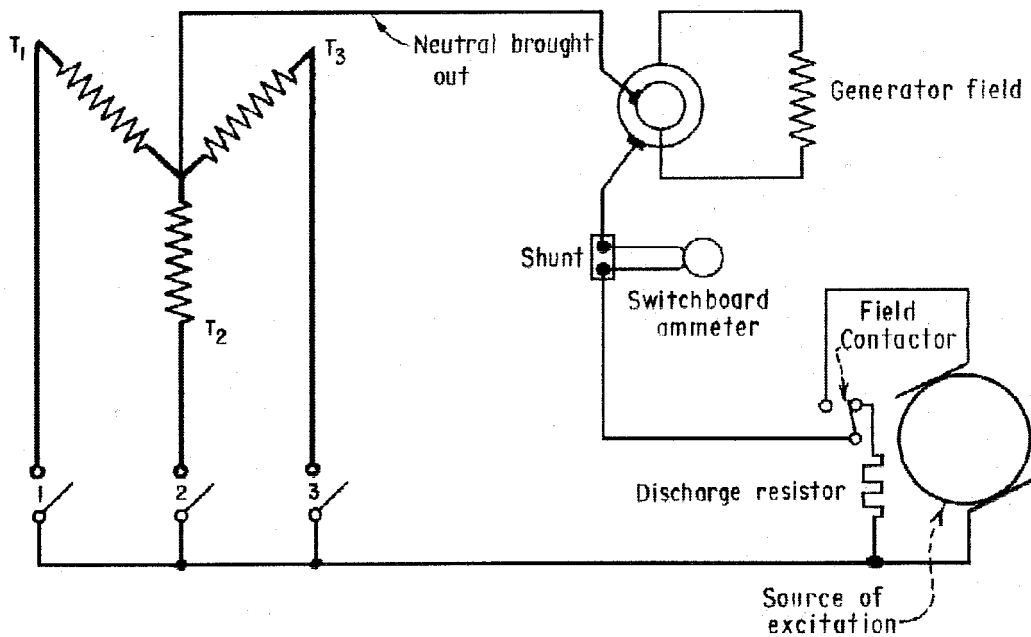 T1
T3
Neutral brought
out
Generator field
Shunt
Switchboard
ammeter
T2
Field
Contactor
1
2
3
Discharge resistor
Source of
excitation